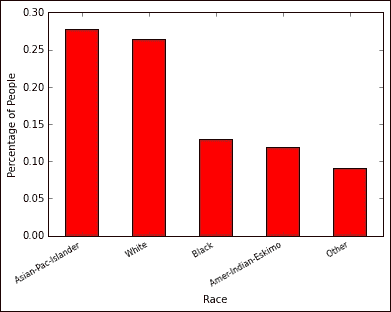 0.30
0.25
0.20
0.15
0.10
0.05
0.00
Percentage of People
Asian-Pac-Islander
White
Black
Amer-Indian-Eskimo
Other
Race